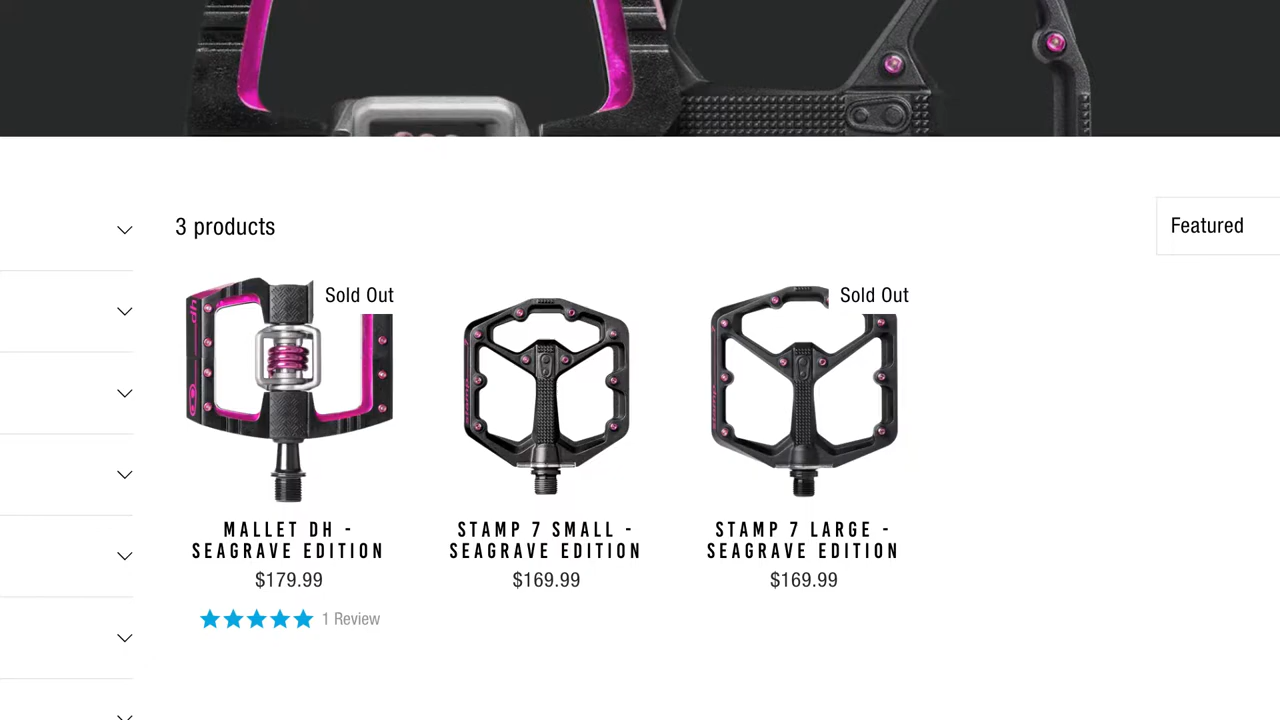 3 products
Featured
Sold Out
Sold Out
MALLET DH -
SEAGRAVE EDITION
$179.99
1 Review
STAMP 7 SMALL -
SEAGRAVE EDITION
$169.99
STAMP 7 LARGE -
SEAGRAVE EDITION
$169.99